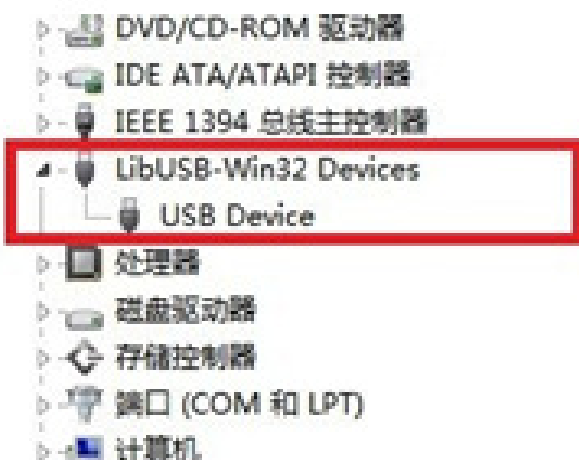 DVD/CD-ROM 驱动器
IDE ATA/ATAPI 控制器
IEEE 1394 总线主控制器
LibUSB-Win32 Devices
USB Device
处理器
磁盘驱动器
存储控制器
端口 (COM 和 LPT)
计算机